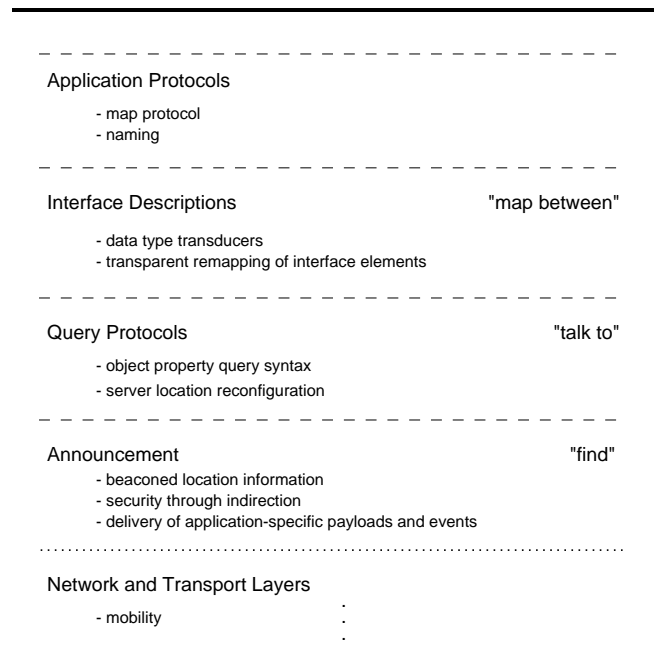 Application Protocols
- map protocol
- naming
Interface Descriptions "map between"
- data type transducers
- transparent remapping of interface elements
Query Protocols "talk to"
- object property query syntax
- server location reconfiguration
Announcement "find"
- beaconed location information
- security through indirection
- delivery of application-specific payloads and events
Network and Transport Layers
- mobility